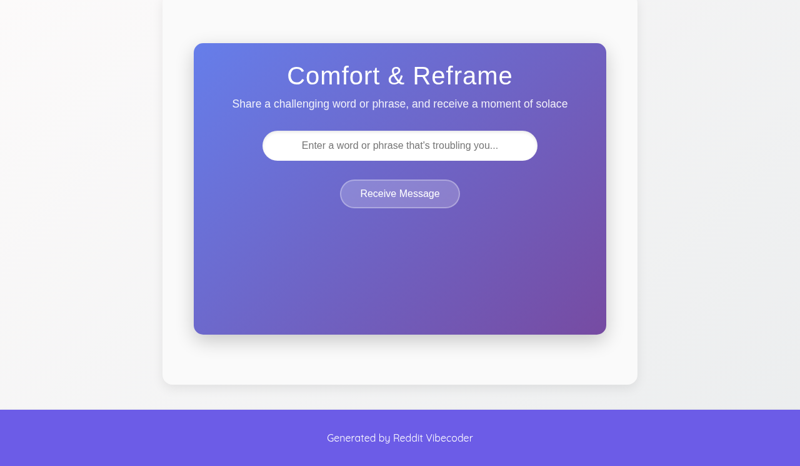 Comfort & Reframe
Share a challenging word or phrase, and receive a moment of solace
Enter a word or phrase that's troubling you...
Receive Message
Generated by Reddit Vibecoder